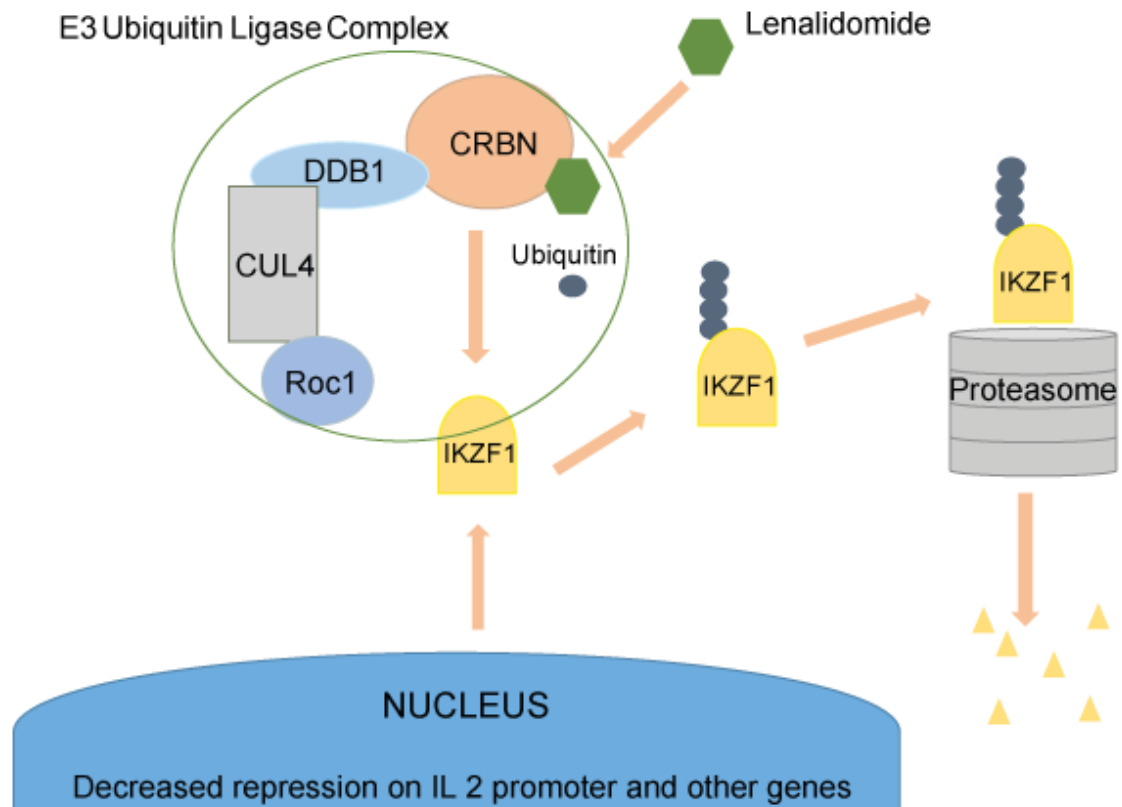 E3 Ubiquitin Ligase Complex
Lenalidomide
CRBN
DDB1
CUL4
Ubiquitin
Roc1
IKZF1
IKZF1
IKZF1
Proteasome
NUCLEUS
Decreased repression on IL 2 promoter and other genes